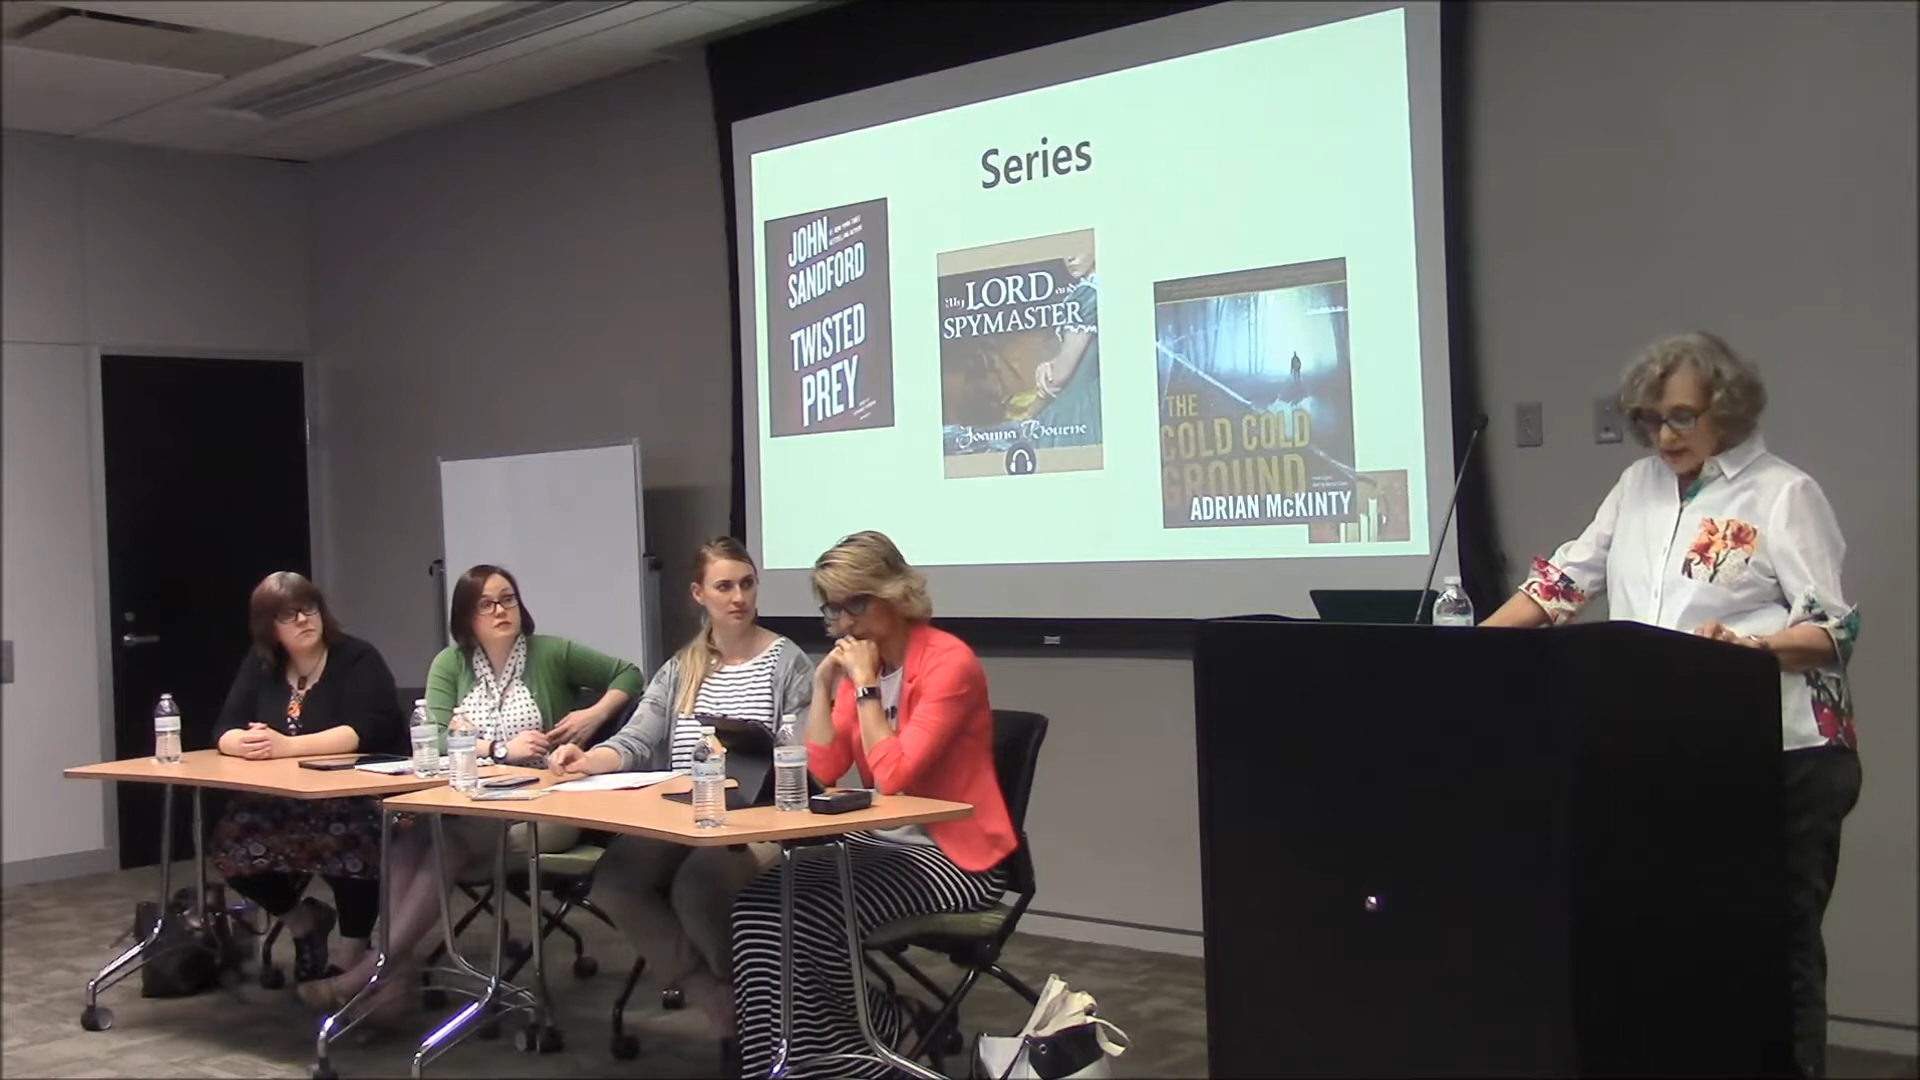 Series
JOHN
SANDFORD
TWISTED
PREY
My LORD and
SPYMASTER
Joanna Bourne
THE
COLD COLD
GROUND
ADRIAN McKINTY